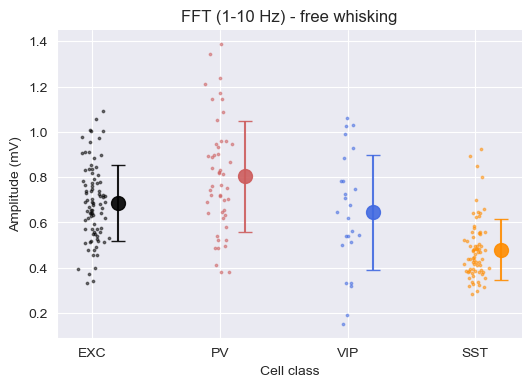 FFT (1-10 Hz) - free whisking
1.4
1.2
1.0
0.8
0.6
0.4
0.2
Amplitude (mV)
EXC PV VIP SST
Cell class